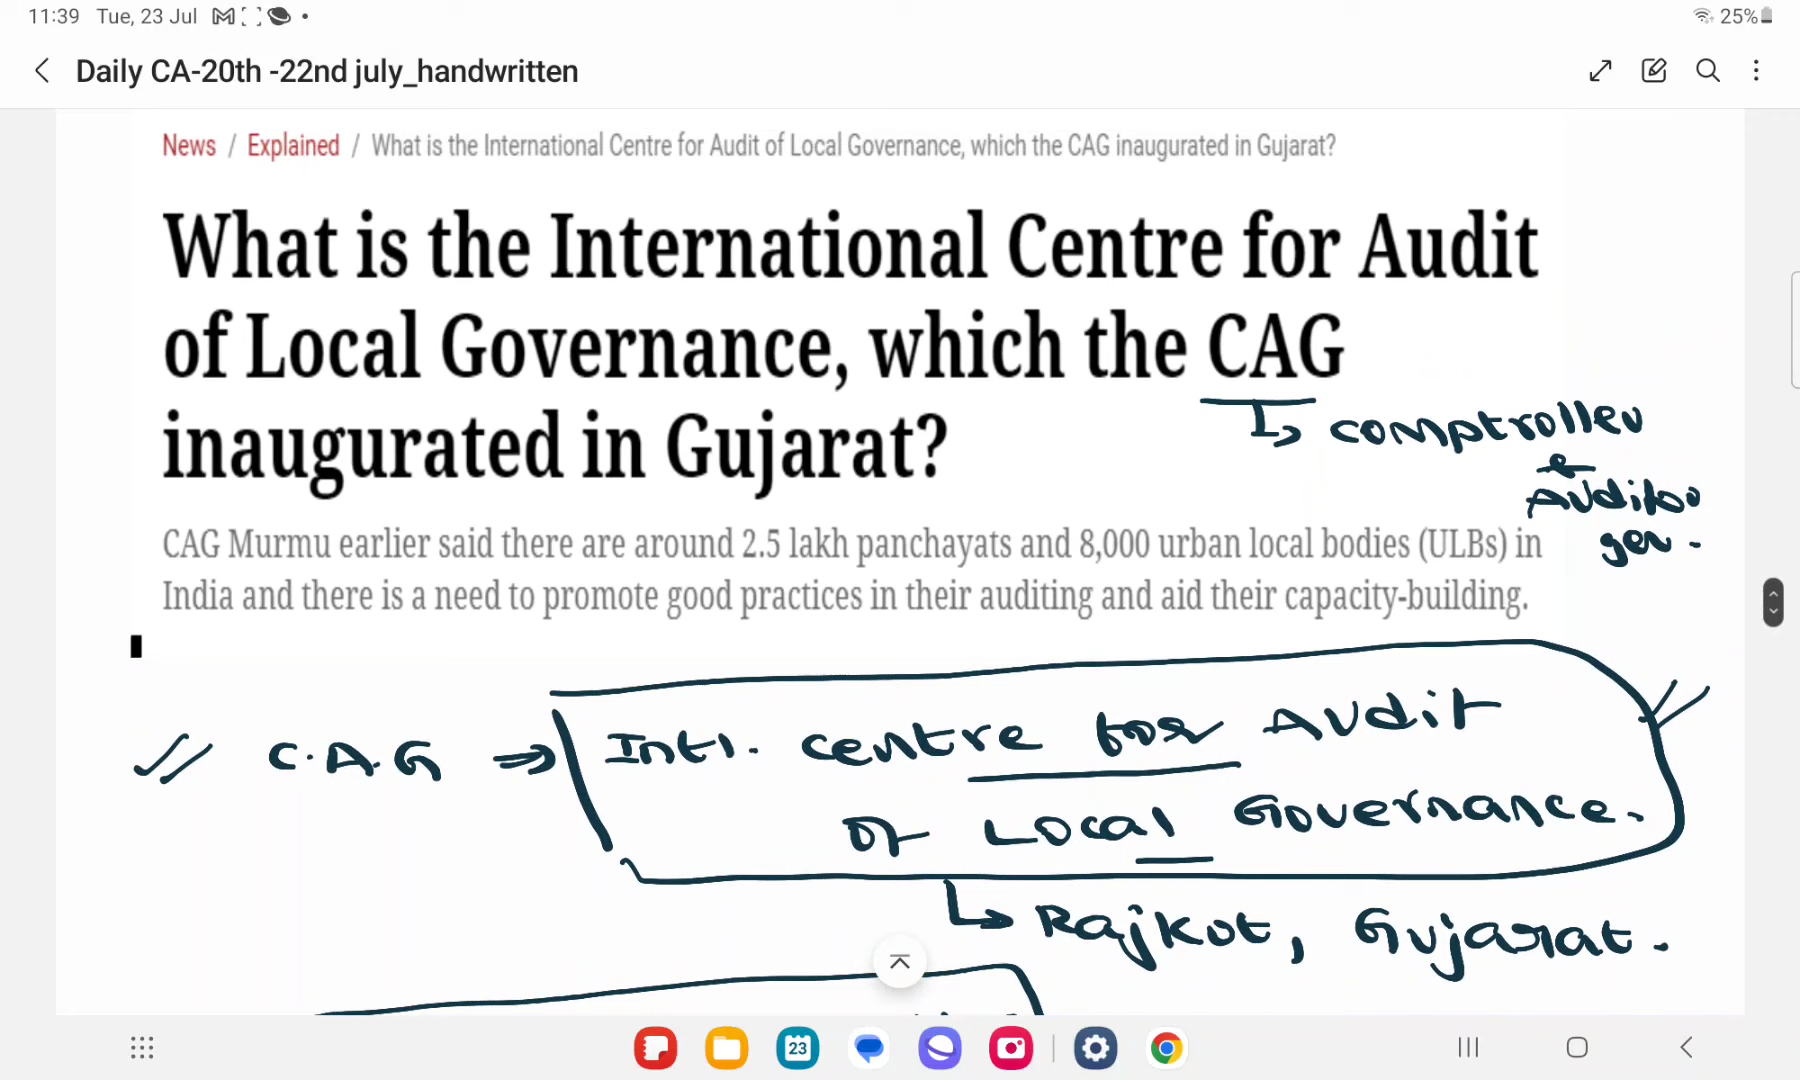 11:39 Tue, 23 Jul 25%
Daily CA-20th -22nd july_handwritten
News / Explained / What is the International Centre for Audit of Local Governance, which the CAG inaugurated in Gujarat?
What is the International Centre for Audit
of Local Governance, which the CAG
inaugurated in Gujarat?
comptroller
&
Auditor
gen.
CAG Murmu earlier said there are around 2.5 lakh panchayats and 8,000 urban local bodies (ULBs) in
India and there is a need to promote good practices in their auditing and aid their capacity-building.
C.A.G ⇒ Intl. centre for Audit
of Local Governance.
Rajkot, Gujarat.
23